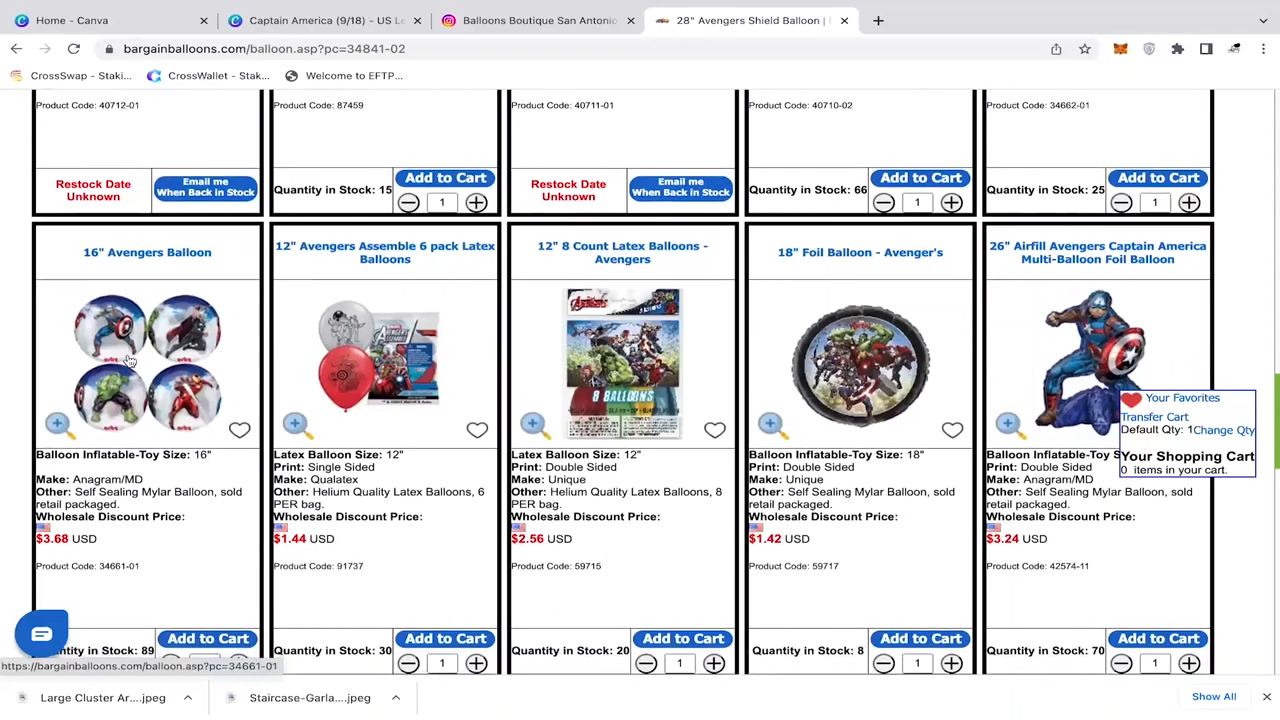 Home - Canva
Captain America (9/18) - US Le
Balloons Boutique San Antonio
28" Avengers Shield Balloon |
bargainballoons.com/balloon.asp?pc=34841-02
CrossSwap - Staki...
CrossWallet - Stak...
Welcome to EFTP...
Product Code: 40712-01
Product Code: 87459
Product Code: 40711-01
Product Code: 40710-02
Product Code: 34662-01
Restock Date
Unknown
Email me
When Back in Stock
Quantity in Stock: 15
Add to Cart
1
Restock Date
Unknown
Email me
When Back in Stock
Quantity in Stock: 66
Add to Cart
1
Quantity in Stock: 25
Add to Cart
1
16" Avengers Balloon
12" Avengers Assemble 6 pack Latex
Balloons
12" 8 Count Latex Balloons -
Avengers
18" Foil Balloon - Avenger's
26" Airfill Avengers Captain America
Multi-Balloon Foil Balloon
AVENGERS
8 BALLOONS
Balloon Inflatable-Toy Size: 16"
Make: Anagram/MD
Other: Self Sealing Mylar Balloon, sold
retail packaged.
Wholesale Discount Price:
$3.68 USD
Product Code: 34661-01
Latex Balloon Size: 12"
Print: Single Sided
Make: Qualatex
Other: Helium Quality Latex Balloons, 6
PER bag.
Wholesale Discount Price:
$1.44 USD
Product Code: 91737
Latex Balloon Size: 12"
Print: Double Sided
Make: Unique
Other: Helium Quality Latex Balloons, 8
PER bag.
Wholesale Discount Price:
$2.56 USD
Product Code: 59715
Balloon Inflatable-Toy Size: 18"
Print: Double Sided
Make: Unique
Other: Self Sealing Mylar Balloon, sold
retail packaged.
Wholesale Discount Price:
$1.42 USD
Product Code: 59717
Balloon Inflatable-Toy S
Print: Double Sided
Make: Anagram/MD
Other: Self Sealing Mylar Balloon, sold
retail packaged.
Wholesale Discount Price:
$3.24 USD
Product Code: 42574-11
Your Favorites
Transfer Cart
Default Qty: 1Change Qty
Your Shopping Cart
0 items in your cart.
Quantity in Stock: 89
Add to Cart
Quantity in Stock: 30
Add to Cart
1
Quantity in Stock: 20
Add to Cart
1
Quantity in Stock: 8
Add to Cart
1
Quantity in Stock: 70
Add to Cart
1
https://bargainballoons.com/balloon.asp?pc=34661-01
Large Cluster Ar....jpeg
Staircase-Garla....jpeg
Show All